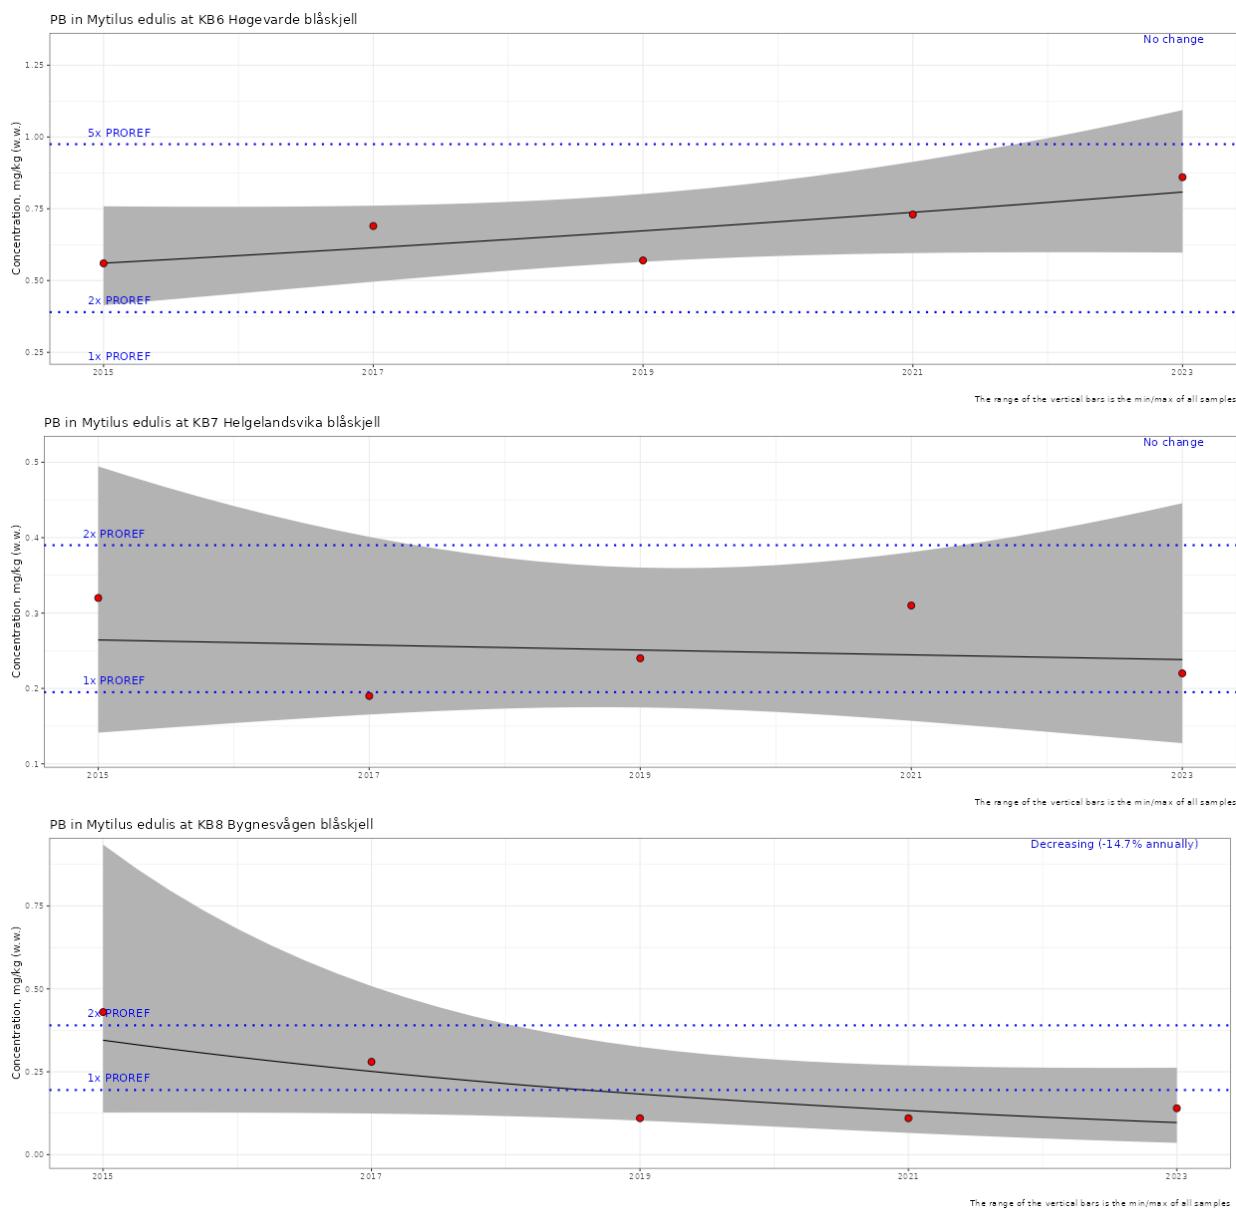 PB in Mytilus edulis at KB6 Høgevarde blåskjell
No change
Concentration, mg/kg (w.w.)
1.25
1.00
0.75
0.50
0.25
5x PROREF
2x PROREF
1x PROREF
2015 2017 2019 2021 2023
The range of the vertical bars is the min/max of all samples
PB in Mytilus edulis at KB7 Helgelandsvika blåskjell
No change
Concentration, mg/kg (w.w.)
0.5
0.4
0.3
0.2
0.1
2x PROREF
1x PROREF
2015 2017 2019 2021 2023
The range of the vertical bars is the min/max of all samples
PB in Mytilus edulis at KB8 Bygnesvågen blåskjell
Decreasing (-14.7% annually)
Concentration, mg/kg (w.w.)
0.75
0.50
0.25
0.00
2x PROREF
1x PROREF
2015 2017 2019 2021 2023
The range of the vertical bars is the min/max of all samples